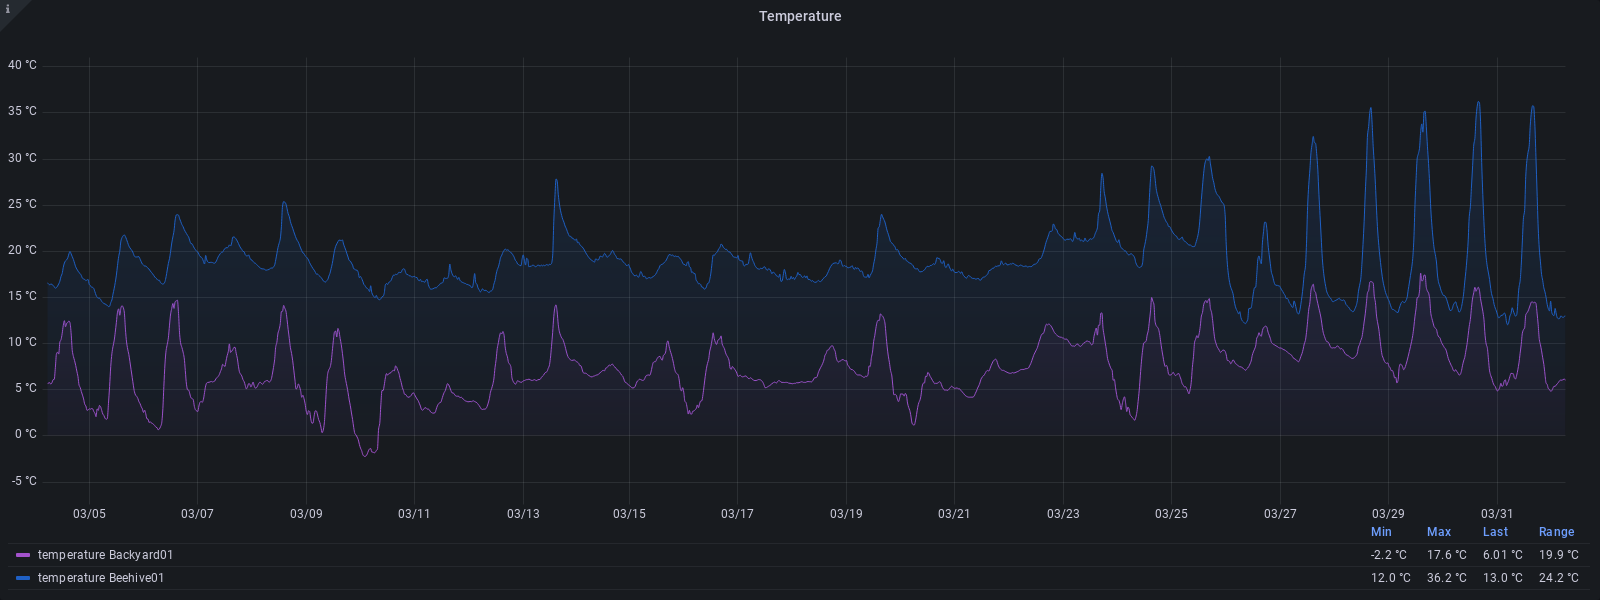 i
Temperature
40 °C
35 °C
30 °C
25 °C
20 °C
15 °C
10 °C
5 °C
0 °C
-5 °C
03/05 03/07 03/09 03/11 03/13 03/15 03/17 03/19 03/21 03/23 03/25 03/27 03/29 03/31
Min Max Last Range
temperature Backyard01 -2.2 °C 17.6 °C 6.01 °C 19.9 °C
temperature Beehive01 12.0 °C 36.2 °C 13.0 °C 24.2 °C